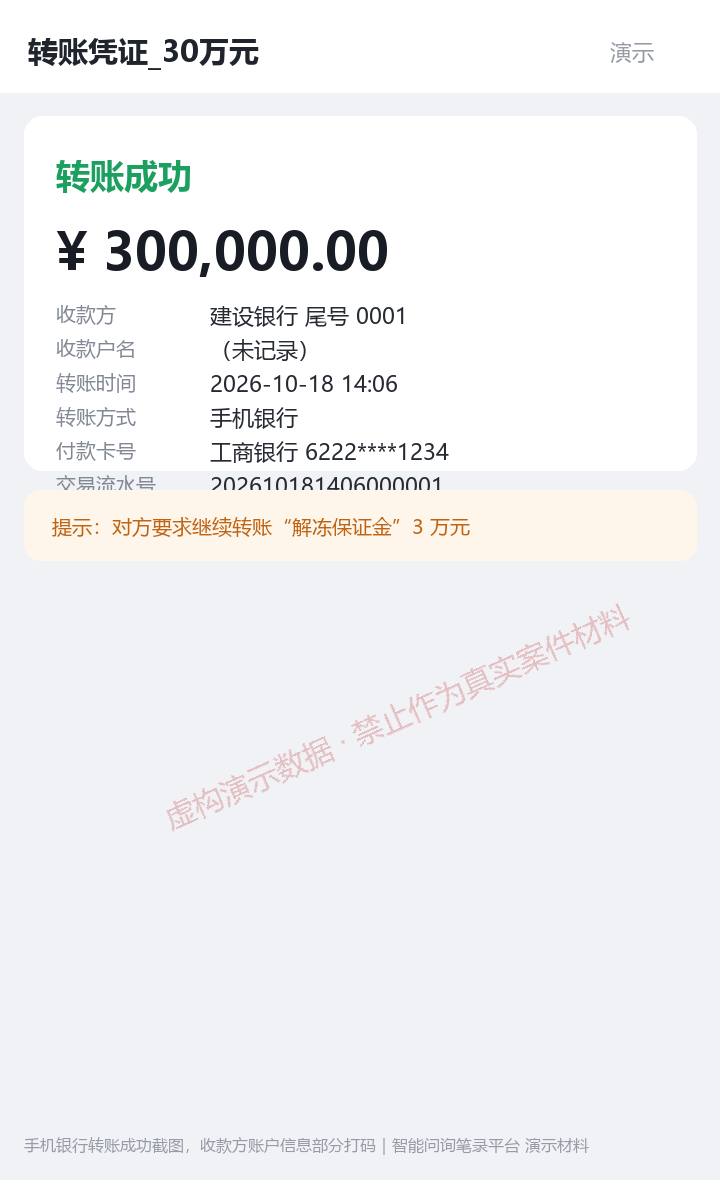 转账凭证_30万元
演示
转账成功
¥ 300,000.00
收款方 建设银行 尾号 0001
收款户名 （未记录）
转账时间 2026-10-18 14:06
转账方式 手机银行
付款卡号 工商银行 6222****1234
交易流水号 202610181406000001
提示：对方要求继续转账“解冻保证金”3 万元
虚构演示数据 · 禁止作为真实案件材料
手机银行转账成功截图，收款方账户信息部分打码 | 智能问询笔录平台 演示材料